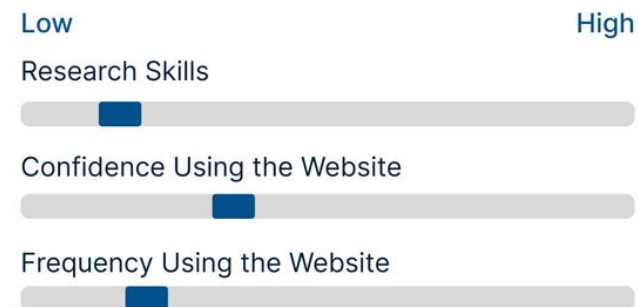 Low High
Research Skills
Confidence Using the Website
Frequency Using the Website